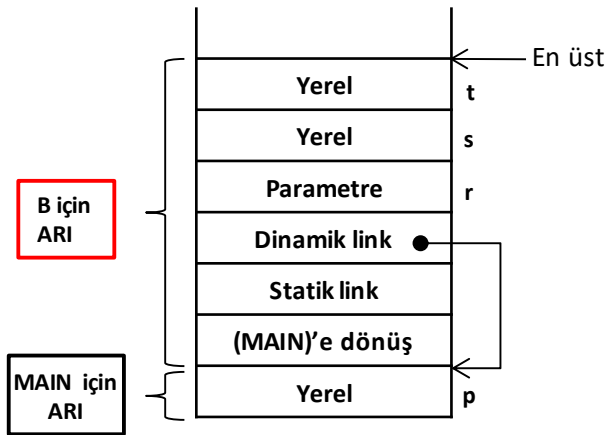 En üst
Yerel t
Yerel s
Parametre r
B için
ARI
Dinamik link
Statik link
(MAIN)'e dönüş
MAIN için
ARI
Yerel p